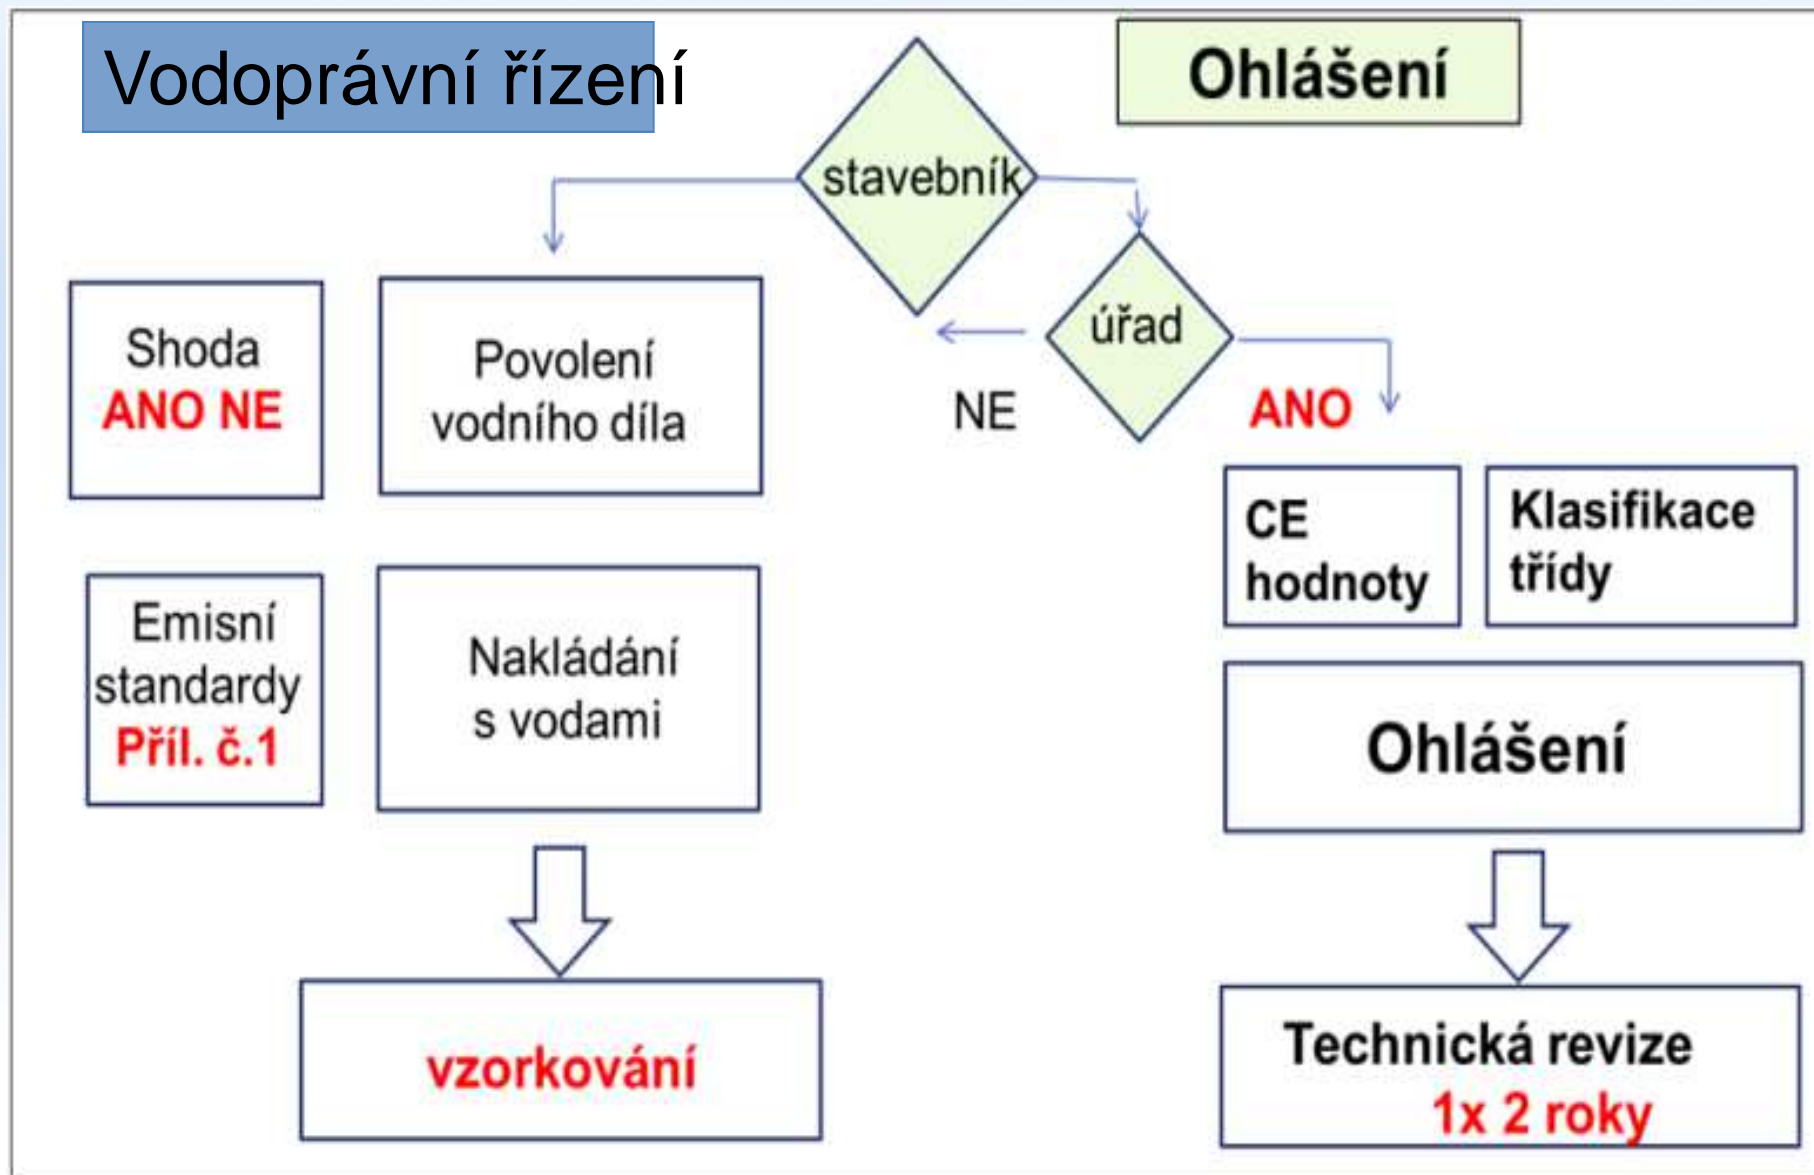 Vodoprávní řízení
Ohlášení
stavebník
úřad
NE
ANO
Shoda
ANO NE
Povolení
vodního díla
CE
hodnoty
Klasifikace
třídy
Emisní
standardy
Příl. č.1
Nakládání
s vodami
Ohlášení
vzorkování
Technická revize
1x 2 roky